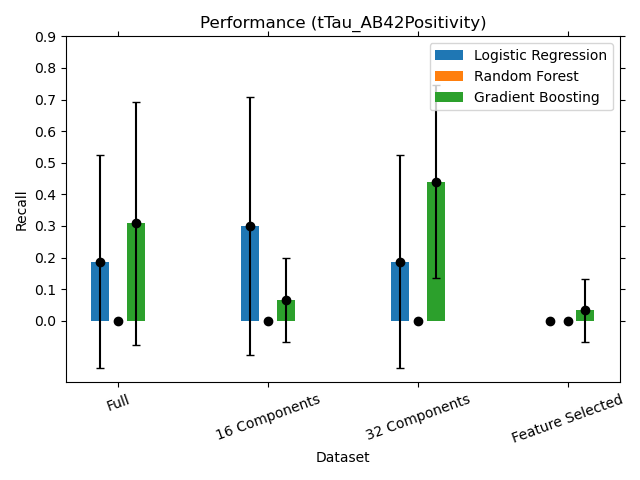 Performance (tTau_AB42Positivity)
Logistic Regression
Random Forest
Gradient Boosting
0.9
0.8
0.7
0.6
0.5
0.4
0.3
0.2
0.1
0.0
Recall
Full
16 Components
32 Components
Feature Selected
Dataset